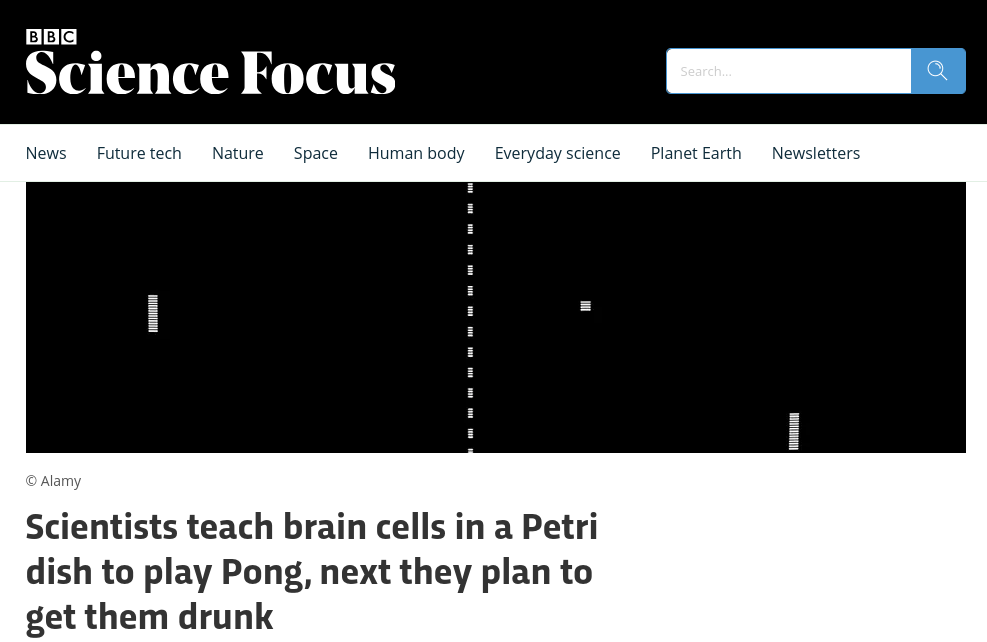 BBC
Science Focus
Search...
News Future tech Nature Space Human body Everyday science Planet Earth Newsletters
© Alamy
Scientists teach brain cells in a Petri
dish to play Pong, next they plan to
get them drunk